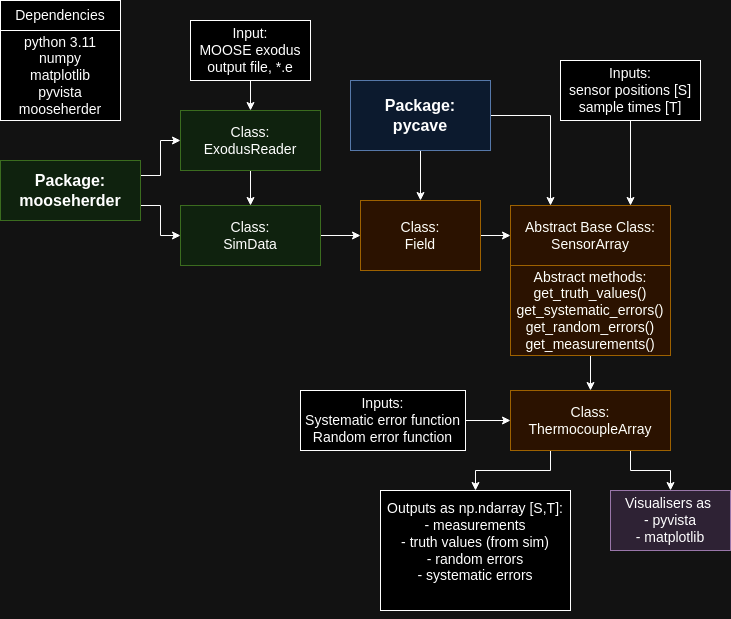 Dependencies
python 3.11
numpy
matplotlib
pyvista
mooseherder
Input:
MOOSE exodus
output file, *.e
Package:
pycave
Inputs:
sensor positions [S]
sample times [T]
Class:
ExodusReader
Package:
mooseherder
Class:
SimData
Class:
Field
Abstract Base Class:
SensorArray
Abstract methods:
get_truth_values()
get_systematic_errors()
get_random_errors()
get_measurements()
Inputs:
Systematic error function
Random error function
Class:
ThermocoupleArray
Outputs as np.ndarray [S,T]:
- measurements
- truth values (from sim)
- random errors
- systematic errors
Visualisers as
- pyvista
- matplotlib